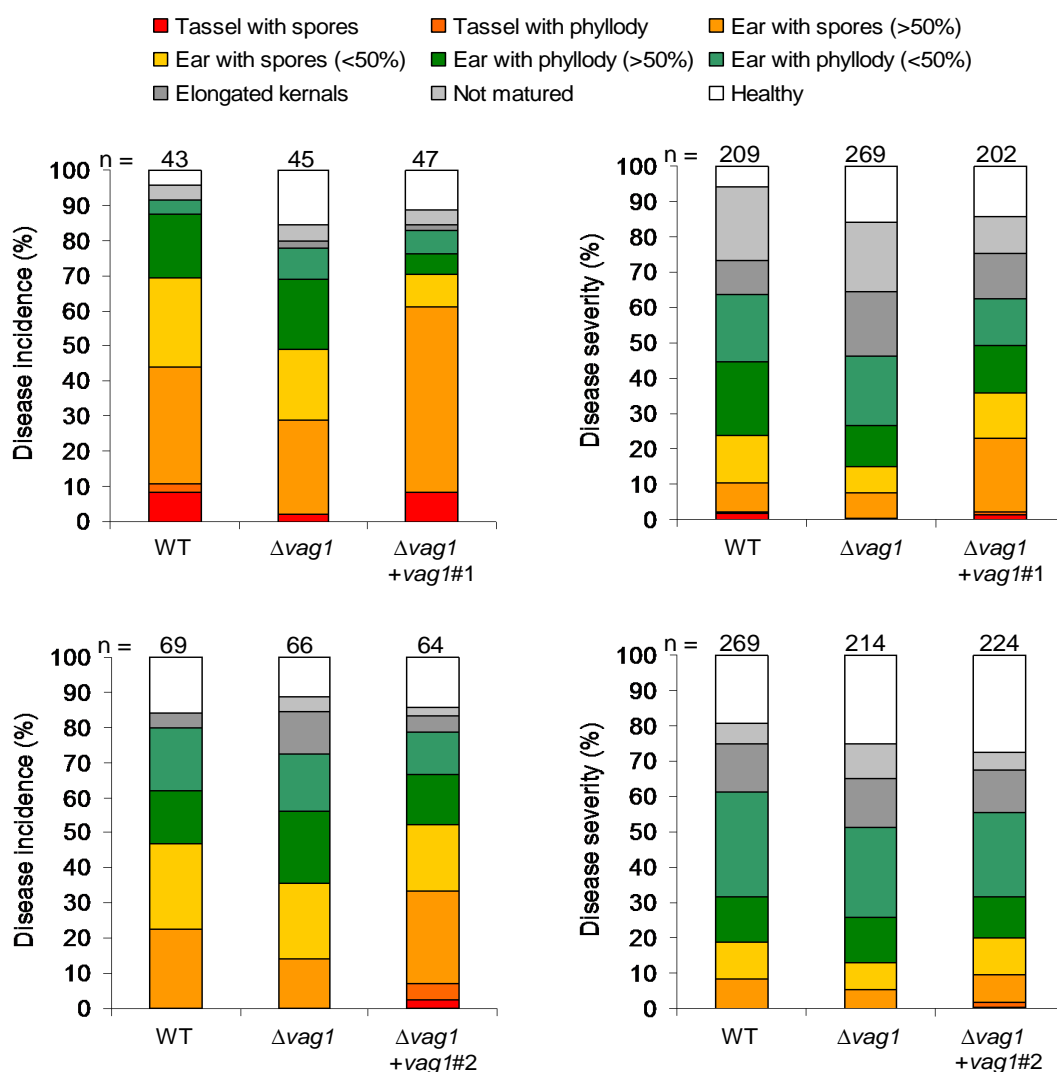 Tassel with spores Tassel with phyllody Ear with spores (>50%)
Ear with spores (<50%) Ear with phyllody (>50%) Ear with phyllody (<50%)
Elongated kernals Not matured Healthy
n = 43 45 47
100
90
80
70
60
50
40
30
20
10
0
Disease incidence (%)
WT Δvag1 Δvag1
+vag1#1
n = 209 269 202
100
90
80
70
60
50
40
30
20
10
0
Disease severity (%)
WT Δvag1 Δvag1
+vag1#1
n = 69 66 64
100
90
80
70
60
50
40
30
20
10
0
Disease incidence (%)
WT Δvag1 Δvag1
+vag1#2
n = 269 214 224
100
90
80
70
60
50
40
30
20
10
0
Disease severity (%)
WT Δvag1 Δvag1
+vag1#2